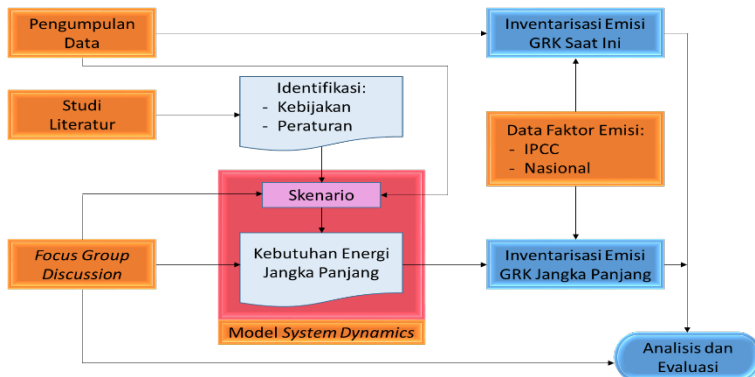 Pengumpulan
Data
Inventarisasi Emisi
GRK Saat Ini
Studi
Literatur
Identifikasi:
- Kebijakan
- Peraturan
Data Faktor Emisi:
- IPCC
- Nasional
Skenario
Focus Group
Discussion
Kebutuhan Energi
Jangka Panjang
Inventarisasi Emisi
GRK Jangka Panjang
Model System Dynamics
Analisis dan
Evaluasi